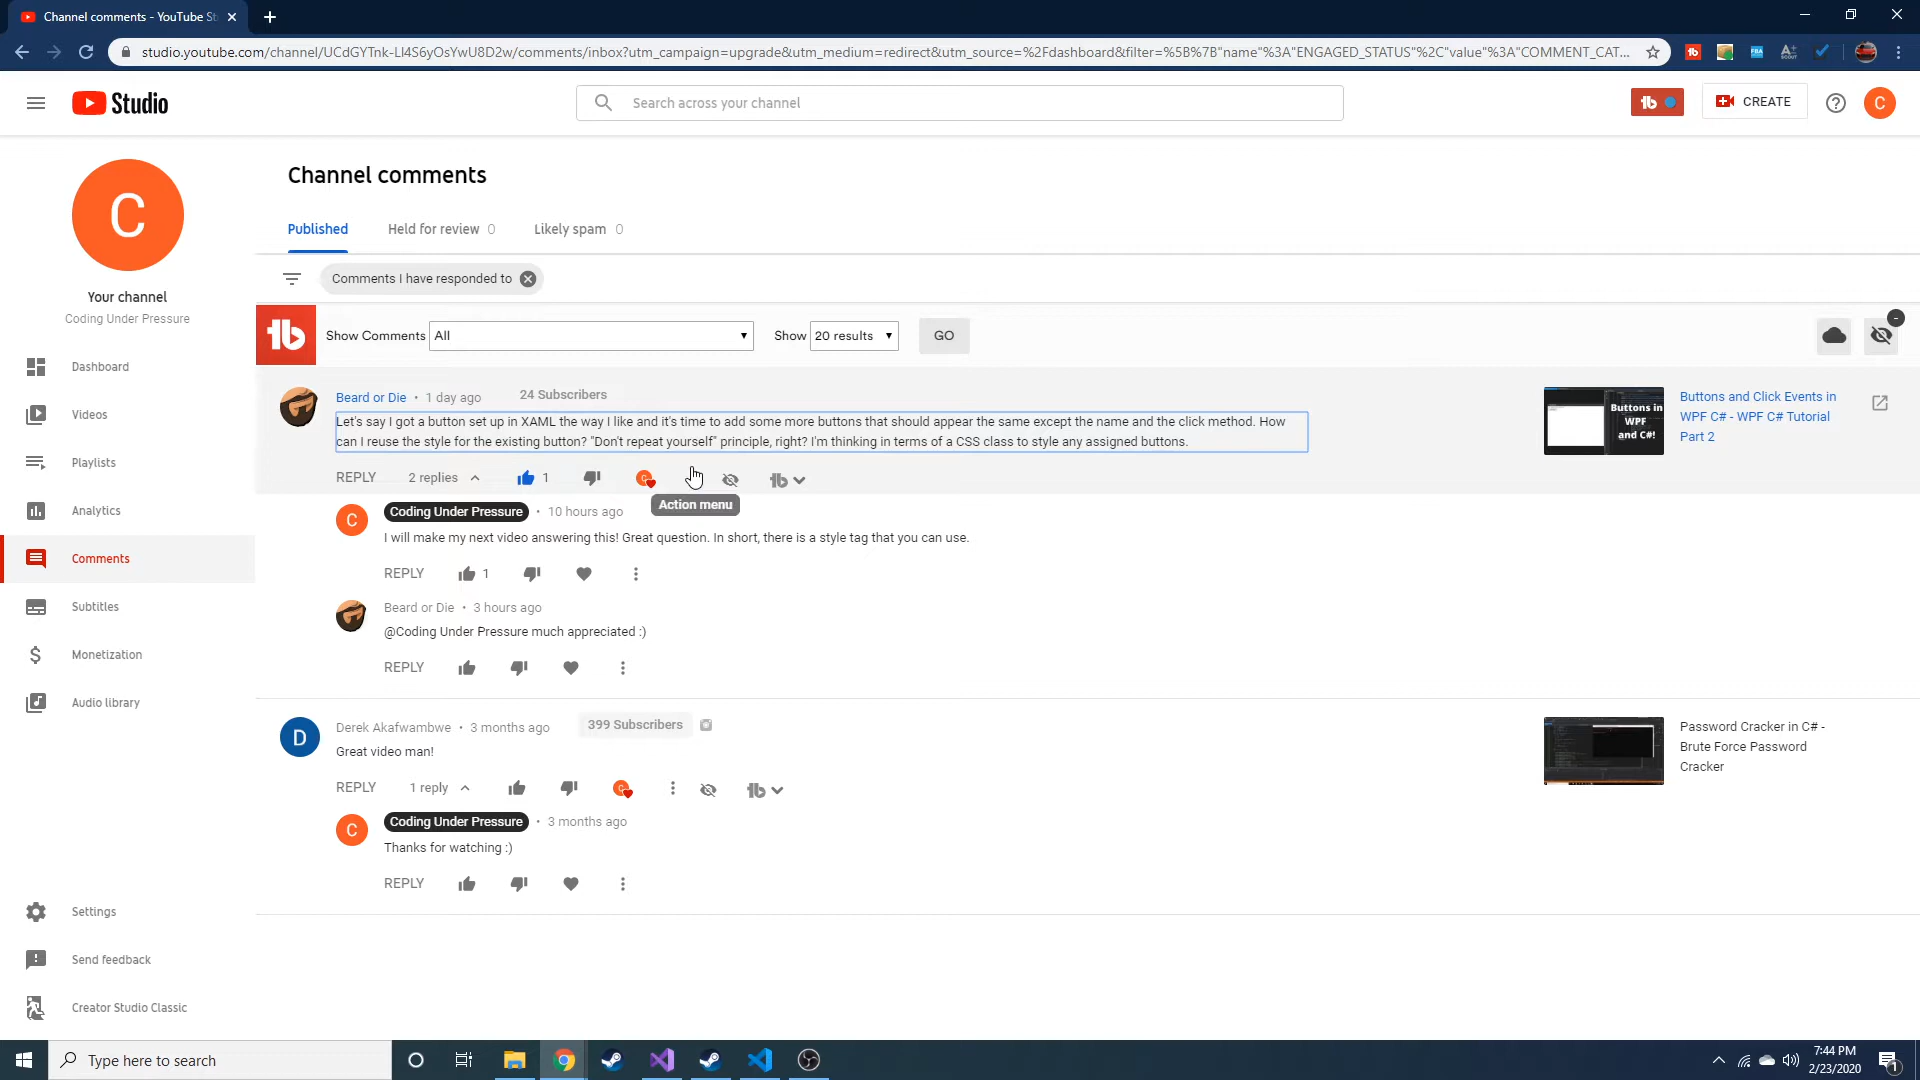 Channel comments - YouTube St
studio.youtube.com/channel/UCdGYTnk-LI4S6yOsYwU8D2w/comments/inbox?utm_campaign=upgrade&utm_medium=redirect&utm_source=%2Fdashboard&filter=%5B%7B"name"%3A"ENGAGED_STATUS"%2C"value"%3A"COMMENT_CAT...
Studio
Search across your channel
CREATE
C
C
Your channel
Coding Under Pressure
Dashboard
Videos
Playlists
Analytics
Comments
Subtitles
Monetization
Audio library
Settings
Send feedback
Creator Studio Classic
Channel comments
Published
Held for review 0
Likely spam 0
Comments I have responded to
tb
Show Comments All
Show 20 results
GO
Beard or Die • 1 day ago 24 Subscribers
Let's say I got a button set up in XAML the way I like and it's time to add some more buttons that should appear the same except the name and the click method. How
can I reuse the style for the existing button? "Don't repeat yourself" principle, right? I'm thinking in terms of a CSS class to style any assigned buttons.
REPLY 2 replies 1
Action menu
Buttons in
WPF
and C#!
Buttons and Click Events in
WPF C# - WPF C# Tutorial
Part 2
C
Coding Under Pressure • 10 hours ago
I will make my next video answering this! Great question. In short, there is a style tag that you can use.
REPLY 1
Beard or Die • 3 hours ago
@Coding Under Pressure much appreciated :)
REPLY
D
Derek Akafwambwe • 3 months ago 399 Subscribers
Great video man!
REPLY 1 reply
Password Cracker in C# -
Brute Force Password
Cracker
C
Coding Under Pressure • 3 months ago
Thanks for watching :)
REPLY
Type here to search
7:44 PM
2/23/2020
1